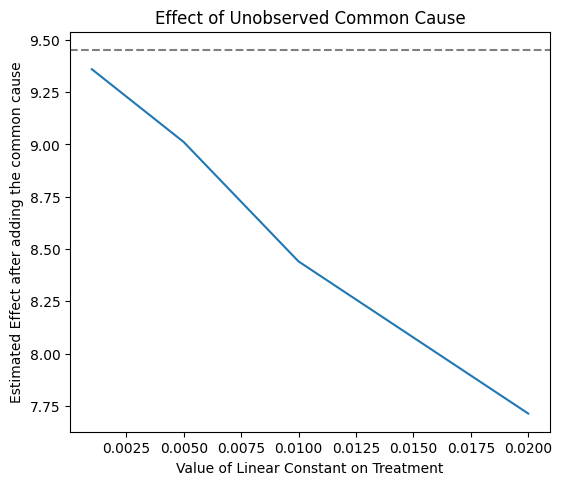 Effect of Unobserved Common Cause
Estimated Effect after adding the common cause
9.50
9.25
9.00
8.75
8.50
8.25
8.00
7.75
0.0025 0.0050 0.0075 0.0100 0.0125 0.0150 0.0175 0.0200
Value of Linear Constant on Treatment